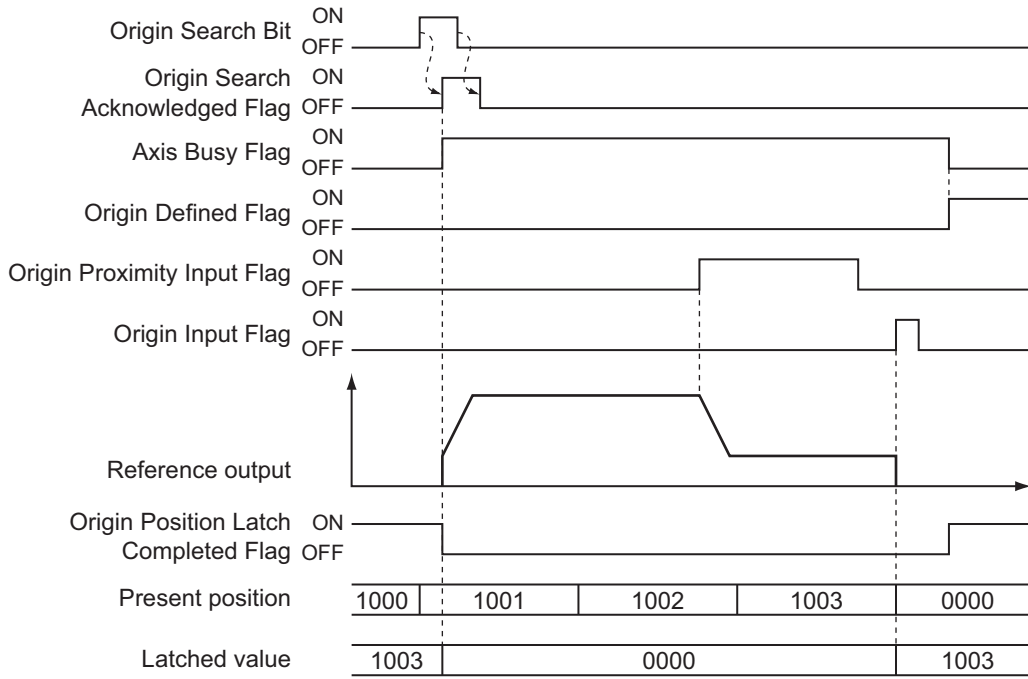 Origin Search Bit
ON
OFF
Origin Search
Acknowledged Flag
ON
OFF
Axis Busy Flag
ON
OFF
Origin Defined Flag
ON
OFF
Origin Proximity Input Flag
ON
OFF
Origin Input Flag
ON
OFF
Reference output
Origin Position Latch
Completed Flag
ON
OFF
Present position
1000 1001 1002 1003 0000
Latched value
1003 0000 1003